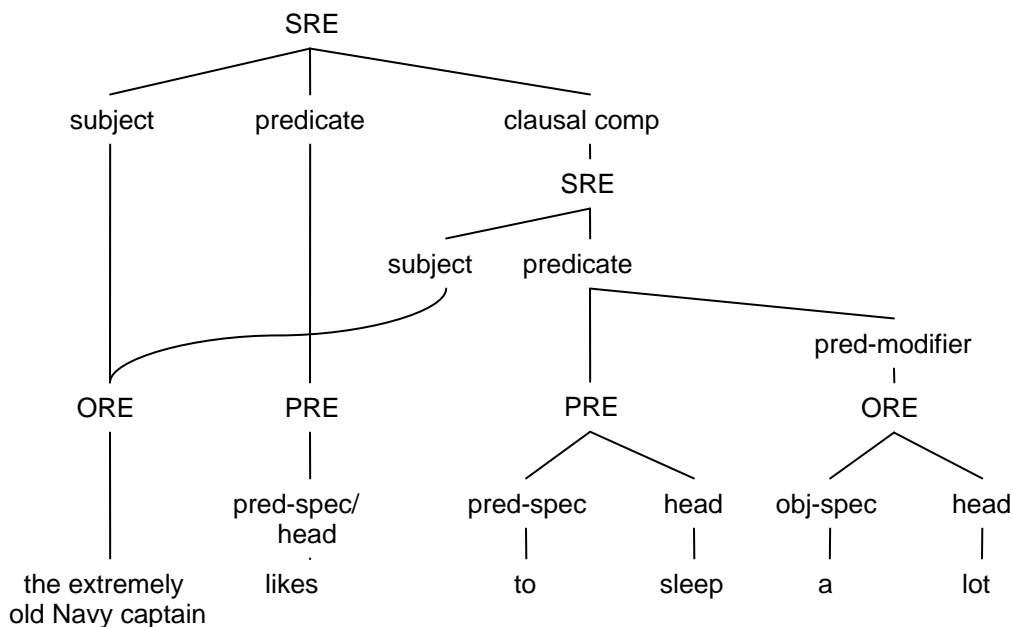 SRE
subject predicate clausal comp
SRE
subject predicate
pred-modifier
ORE PRE PRE ORE
pred-spec/ pred-spec head obj-spec head
head
the extremely likes to sleep a lot
old Navy captain